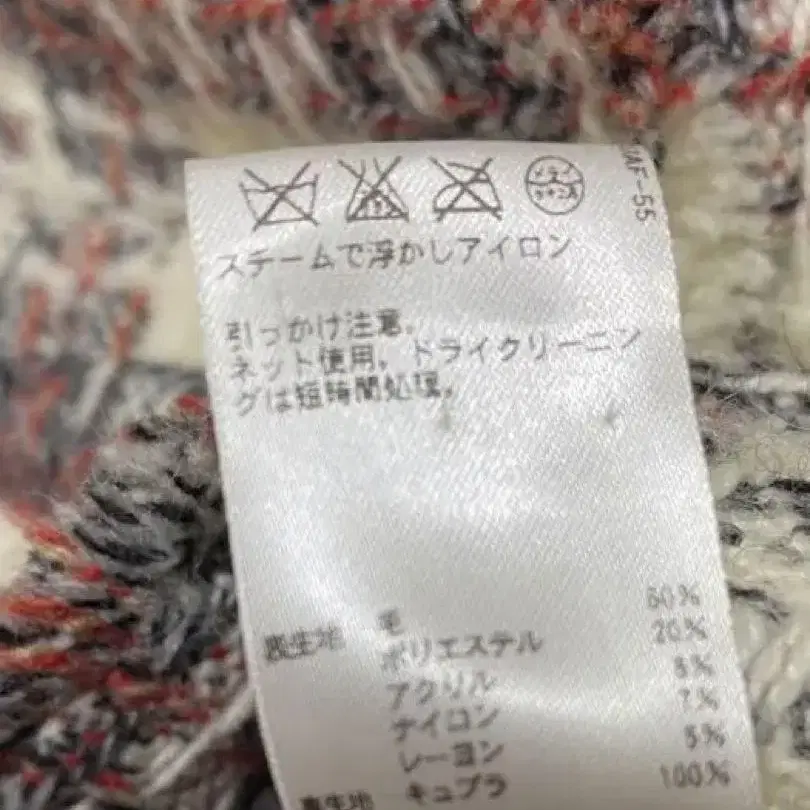 UAF-55
スチームで浮かしアイロン
引っかけ注意。
ネット使用。ドライクリーニン
グは短時間処理。
表生地 毛 60%
ポリエステル 20%
アクリル 8%
ナイロン 7%
レーヨン 5%
裏生地 キュプラ 100%